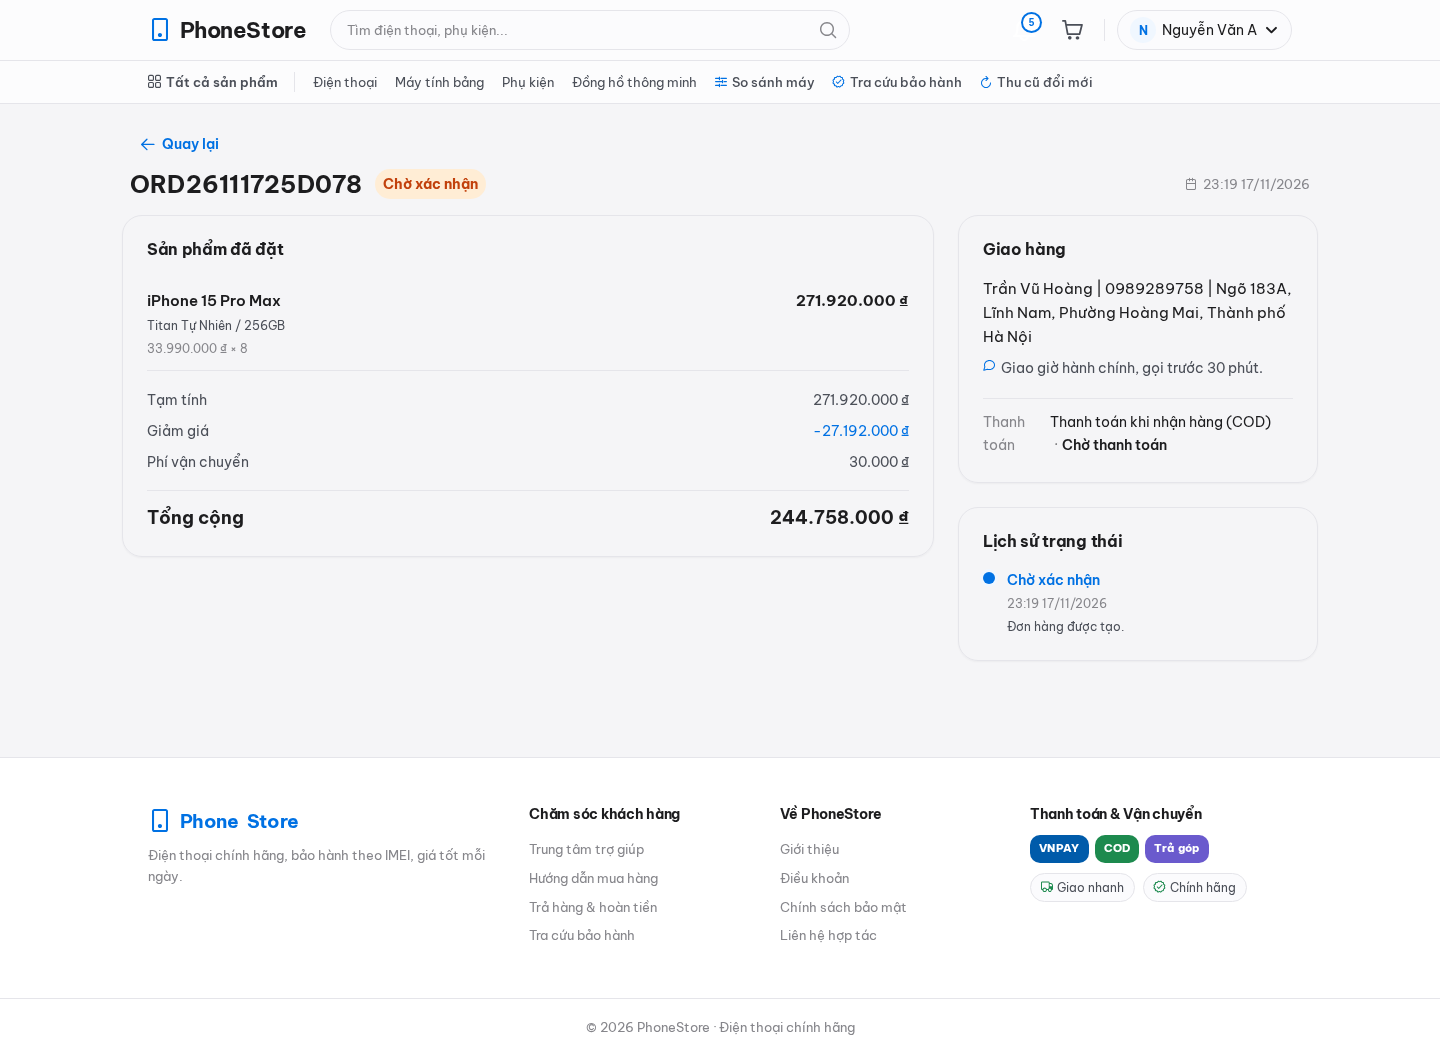 PhoneStore
Tìm điện thoại, phụ kiện...
5
N Nguyễn Văn A
Tất cả sản phẩm
Điện thoại
Máy tính bảng
Phụ kiện
Đồng hồ thông minh
So sánh máy
Tra cứu bảo hành
Thu cũ đổi mới
Quay lại
ORD26111725D078
Chờ xác nhận
23:19 17/11/2026
Sản phẩm đã đặt
iPhone 15 Pro Max
271.920.000 ₫
Titan Tự Nhiên / 256GB
33.990.000 ₫ × 8
Tạm tính
271.920.000 ₫
Giảm giá
-27.192.000 ₫
Phí vận chuyển
30.000 ₫
Tổng cộng
244.758.000 ₫
Giao hàng
Trần Vũ Hoàng | 0989289758 | Ngõ 183A,
Lĩnh Nam, Phường Hoàng Mai, Thành phố
Hà Nội
Giao giờ hành chính, gọi trước 30 phút.
Thanh toán
Thanh toán khi nhận hàng (COD)
· Chờ thanh toán
Lịch sử trạng thái
Chờ xác nhận
23:19 17/11/2026
Đơn hàng được tạo.
Phone Store
Điện thoại chính hãng, bảo hành theo IMEI, giá tốt mỗi
ngày.
Chăm sóc khách hàng
Trung tâm trợ giúp
Hướng dẫn mua hàng
Trả hàng & hoàn tiền
Tra cứu bảo hành
Về PhoneStore
Giới thiệu
Điều khoản
Chính sách bảo mật
Liên hệ hợp tác
Thanh toán & Vận chuyển
VNPAY
COD
Trả góp
Giao nhanh
Chính hãng
© 2026 PhoneStore · Điện thoại chính hãng